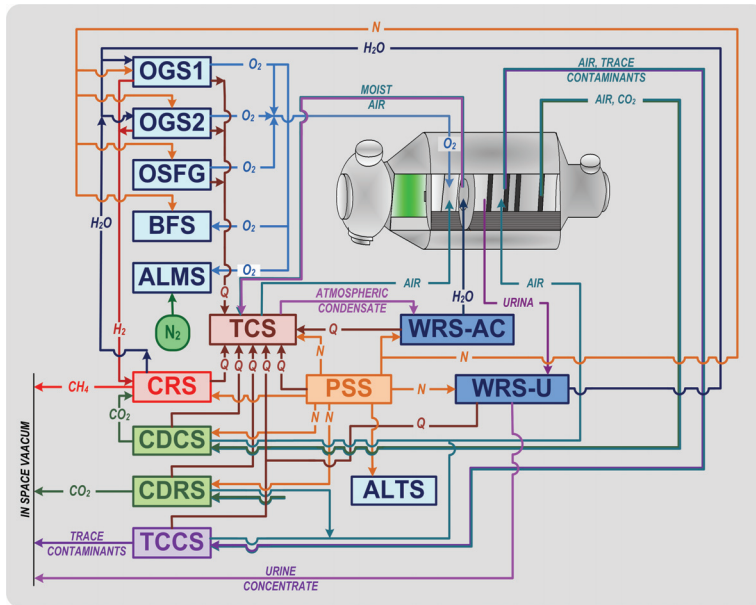 N
H2O
OGS1
O2
AIR, TRACE
CONTAMINANTS
MOIST
AIR
AIR, CO2
OGS2
O2
O2
OSFG
O2
BFS
O2
H2O
ALMS
O2
N2
Q
AIR
ATMOSPHERIC
CONDENSATE
H2O
URINA
AIR
TCS
Q
WRS-AC
H2
Q
Q
Q
Q
Q
N
N
CH4
CRS
PSS
N
WRS-U
CO2
N
N
Q
CDCS
IN SPACE VAACUM
CO2
CDRS
ALTS
TRACE
CONTAMINANTS
TCCS
URINE
CONCENTRATE